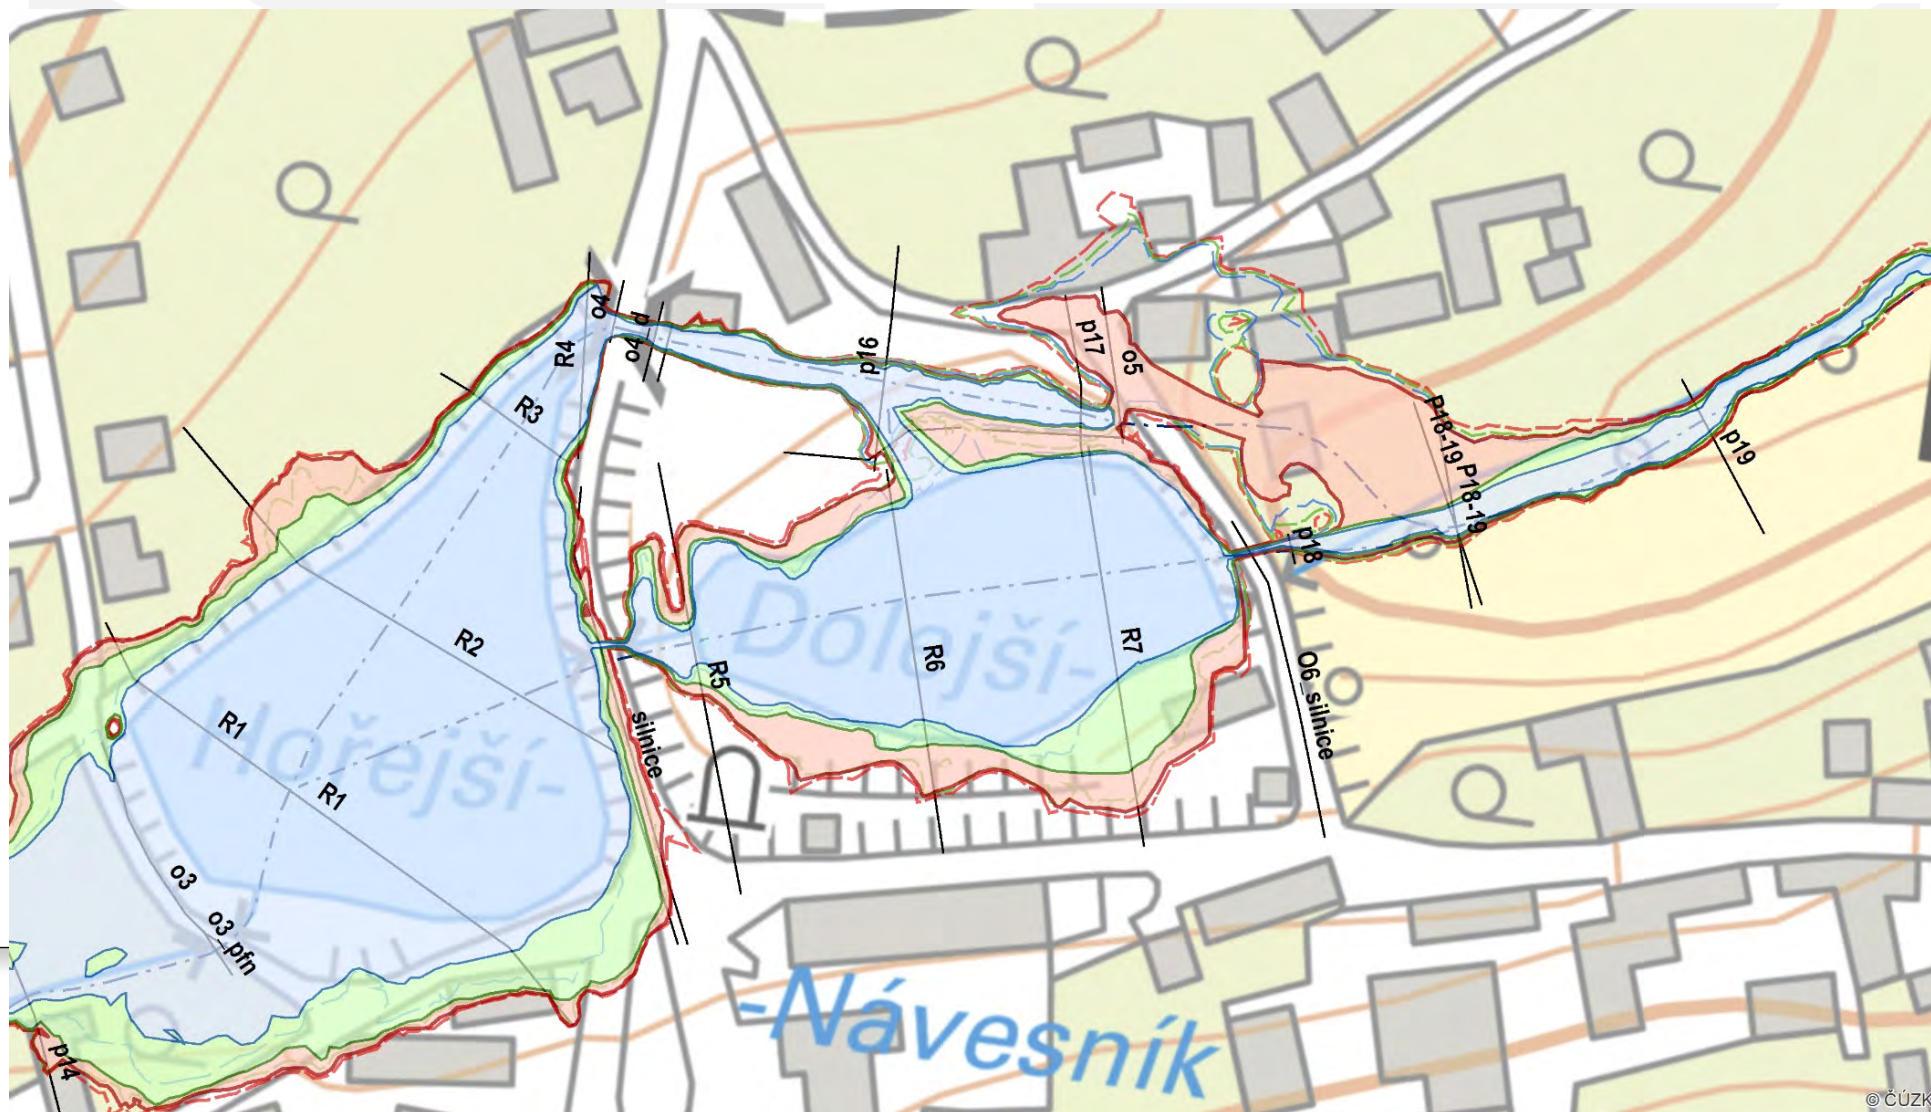 o4
o4_d
R4
p16
p17
o5
R3
P18-19
P18-19
p19
p18
R2
R5
R6
R7
Dolejší-
O6_silnice
silnice
R1
Hořejší-
R1
o3
o3_pfn
-Návesník
p14
© ČÚZK